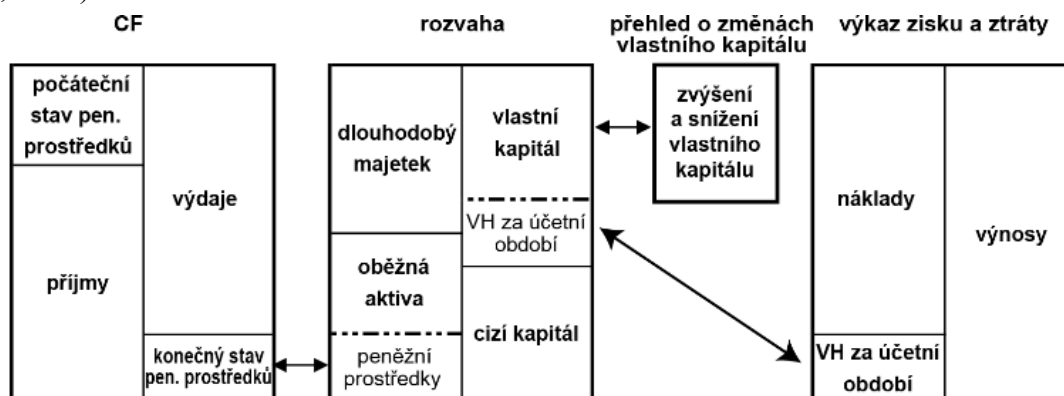 CF
počáteční
stav pen.
prostředků
příjmy
výdaje
konečný stav
pen. prostředků
rozvaha
dlouhodobý
majetek
oběžná
aktiva
peněžní
prostředky
vlastní
kapitál
VH za účetní
období
cizí kapitál
přehled o změnách
vlastního kapitálu
zvýšení
a snížení
vlastního
kapitálu
výkaz zisku a ztráty
náklady
VH za účetní
období
výnosy